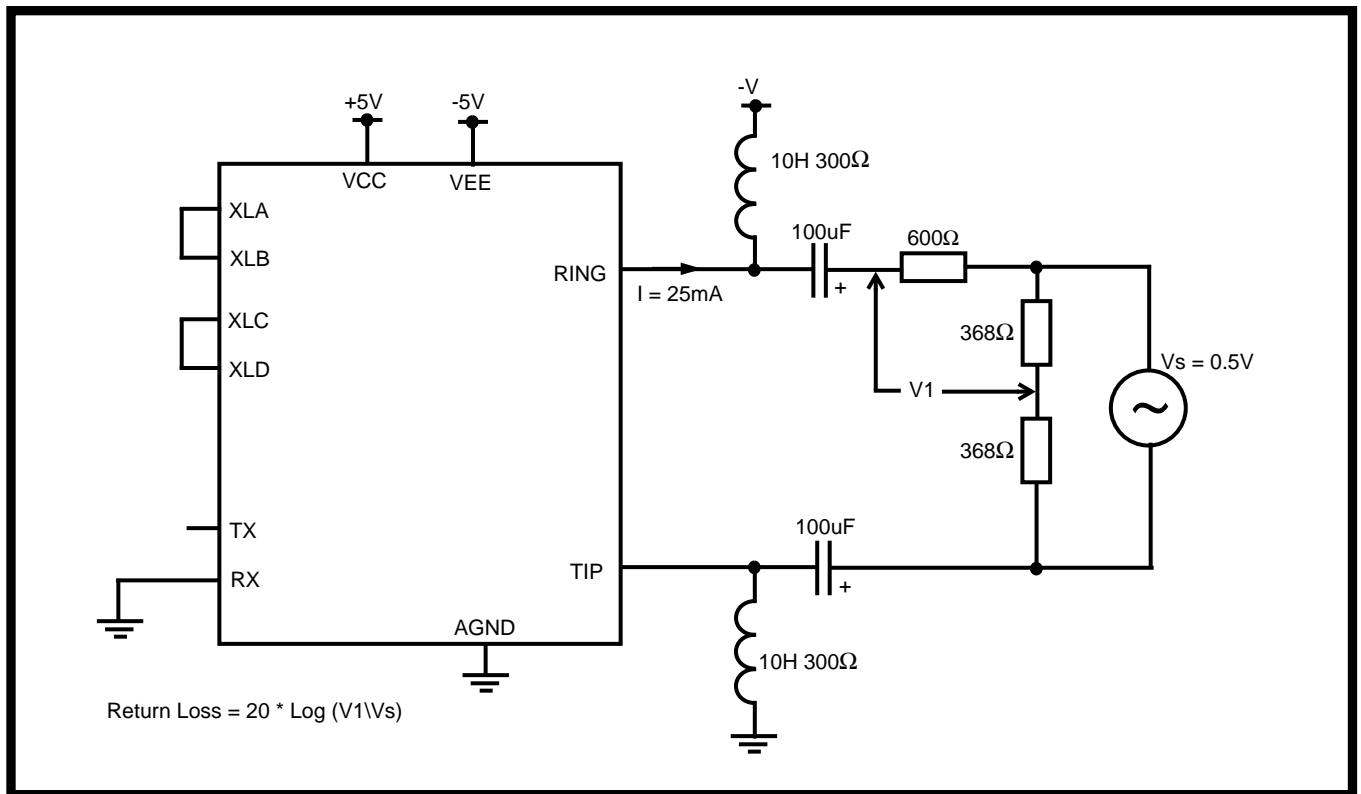 +5V
-5V
-V
10H 300Ω
VCC
VEE
XLA
XLB
100uF
600Ω
RING
+
I = 25mA
XLC
XLD
368Ω
Vs = 0.5V
V1
368Ω
TX
100uF
RX
TIP
+
AGND
10H 300Ω
Return Loss = 20 * Log (V1\Vs)